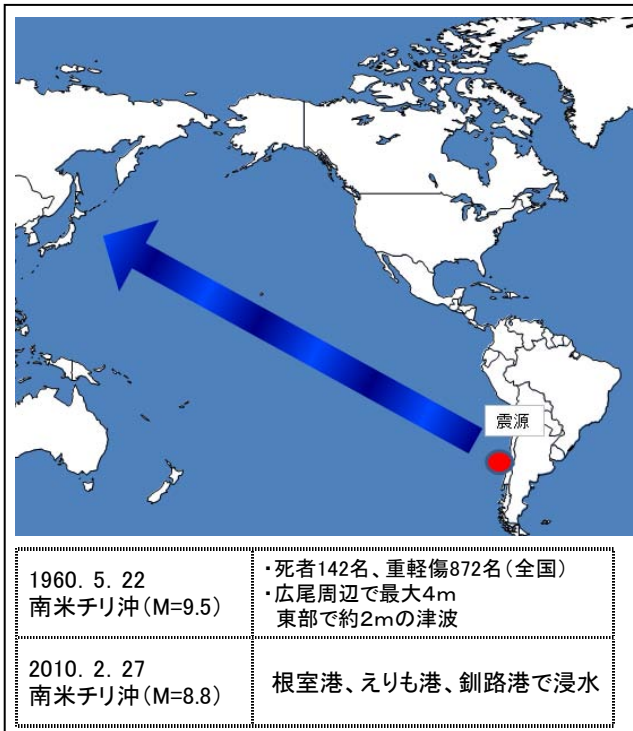 震源
1960. 5. 22
南米チリ沖(M=9.5)
・死者142名、重軽傷872名(全国)
・広尾周辺で最大4m
東部で約2mの津波
2010. 2. 27
南米チリ沖(M=8.8)
根室港、えりも港、釧路港で浸水